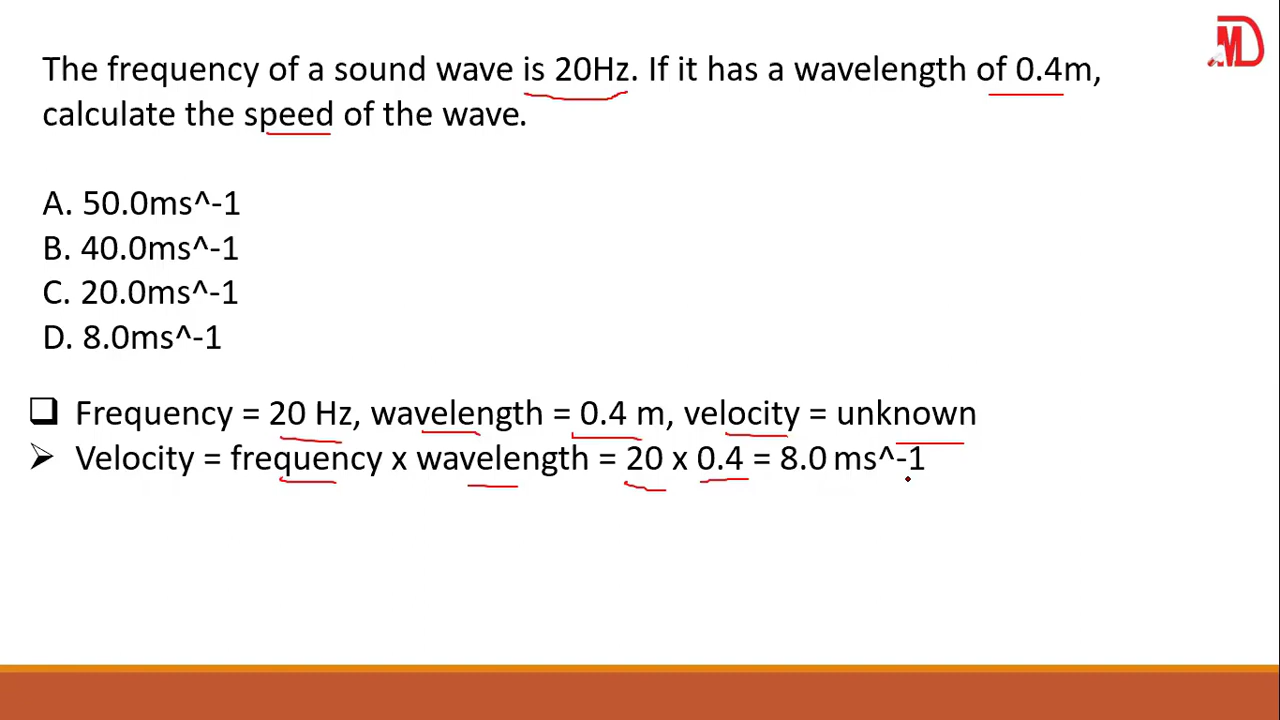 The frequency of a sound wave is 20Hz. If it has a wavelength of 0.4m,
calculate the speed of the wave.
A. 50.0ms^-1
B. 40.0ms^-1
C. 20.0ms^-1
D. 8.0ms^-1
Frequency = 20 Hz, wavelength = 0.4 m, velocity = unknown
Velocity = frequency x wavelength = 20 x 0.4 = 8.0 ms^-1